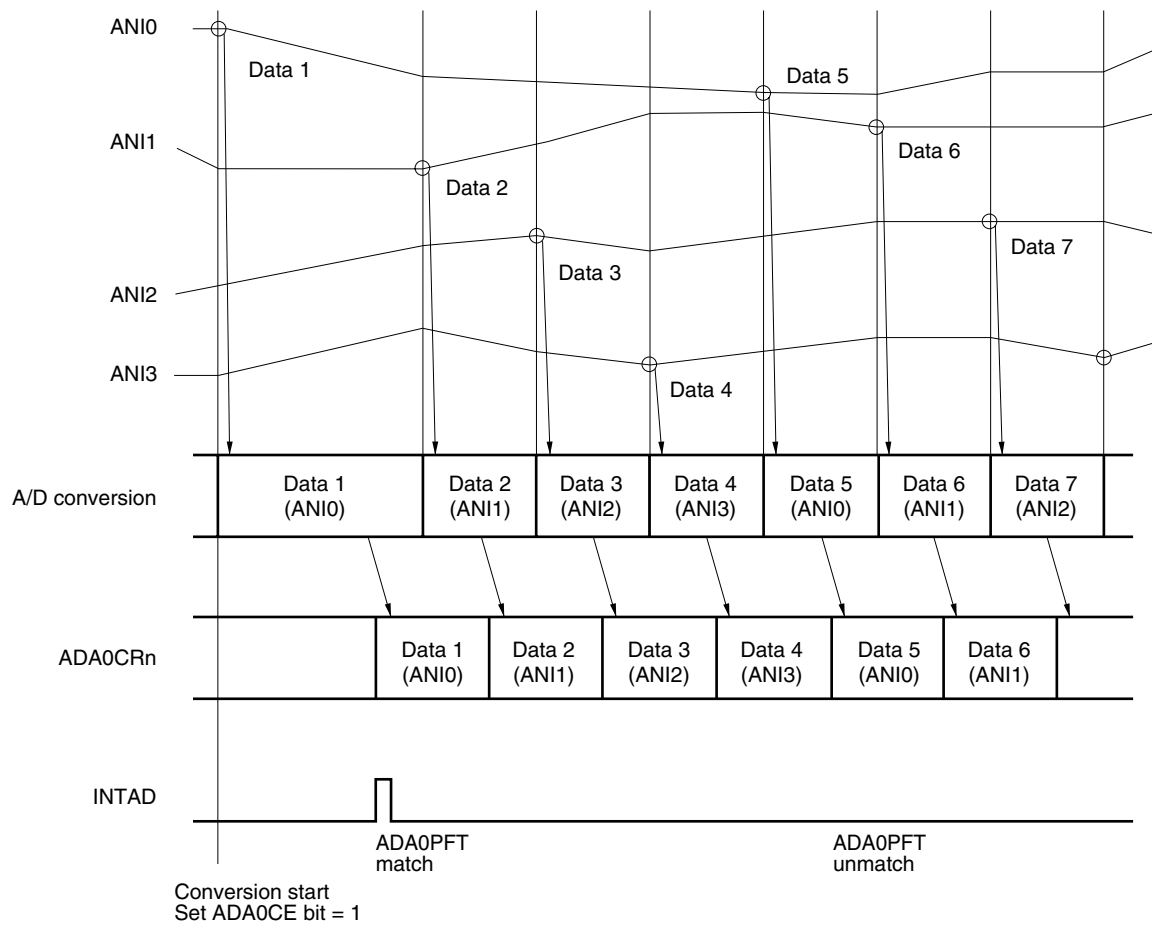 ANI0
Data 1
Data 5
ANI1
Data 6
Data 2
Data 7
Data 3
ANI2
ANI3
Data 4
A/D conversion
Data 1
(ANI0)
Data 2
(ANI1)
Data 3
(ANI2)
Data 4
(ANI3)
Data 5
(ANI0)
Data 6
(ANI1)
Data 7
(ANI2)
ADA0CRn
Data 1
(ANI0)
Data 2
(ANI1)
Data 3
(ANI2)
Data 4
(ANI3)
Data 5
(ANI0)
Data 6
(ANI1)
INTAD
ADA0PFT
match
ADA0PFT
unmatch
Conversion start
Set ADA0CE bit = 1